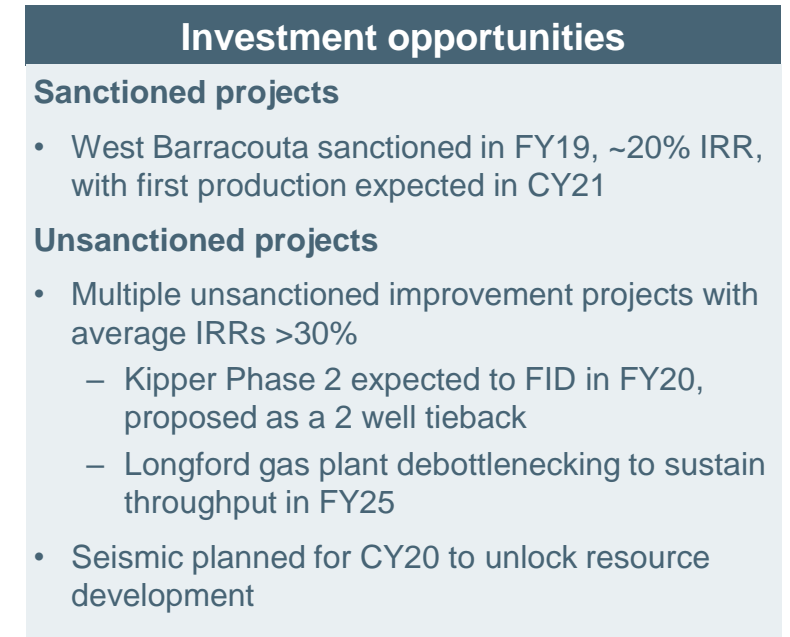 Investment opportunities
Sanctioned projects
• West Barracouta sanctioned in FY19, ~20% IRR,
with first production expected in CY21
Unsanctioned projects
• Multiple unsanctioned improvement projects with
average IRRs >30%
– Kipper Phase 2 expected to FID in FY20,
proposed as a 2 well tieback
– Longford gas plant debottlenecking to sustain
throughput in FY25
• Seismic planned for CY20 to unlock resource
development